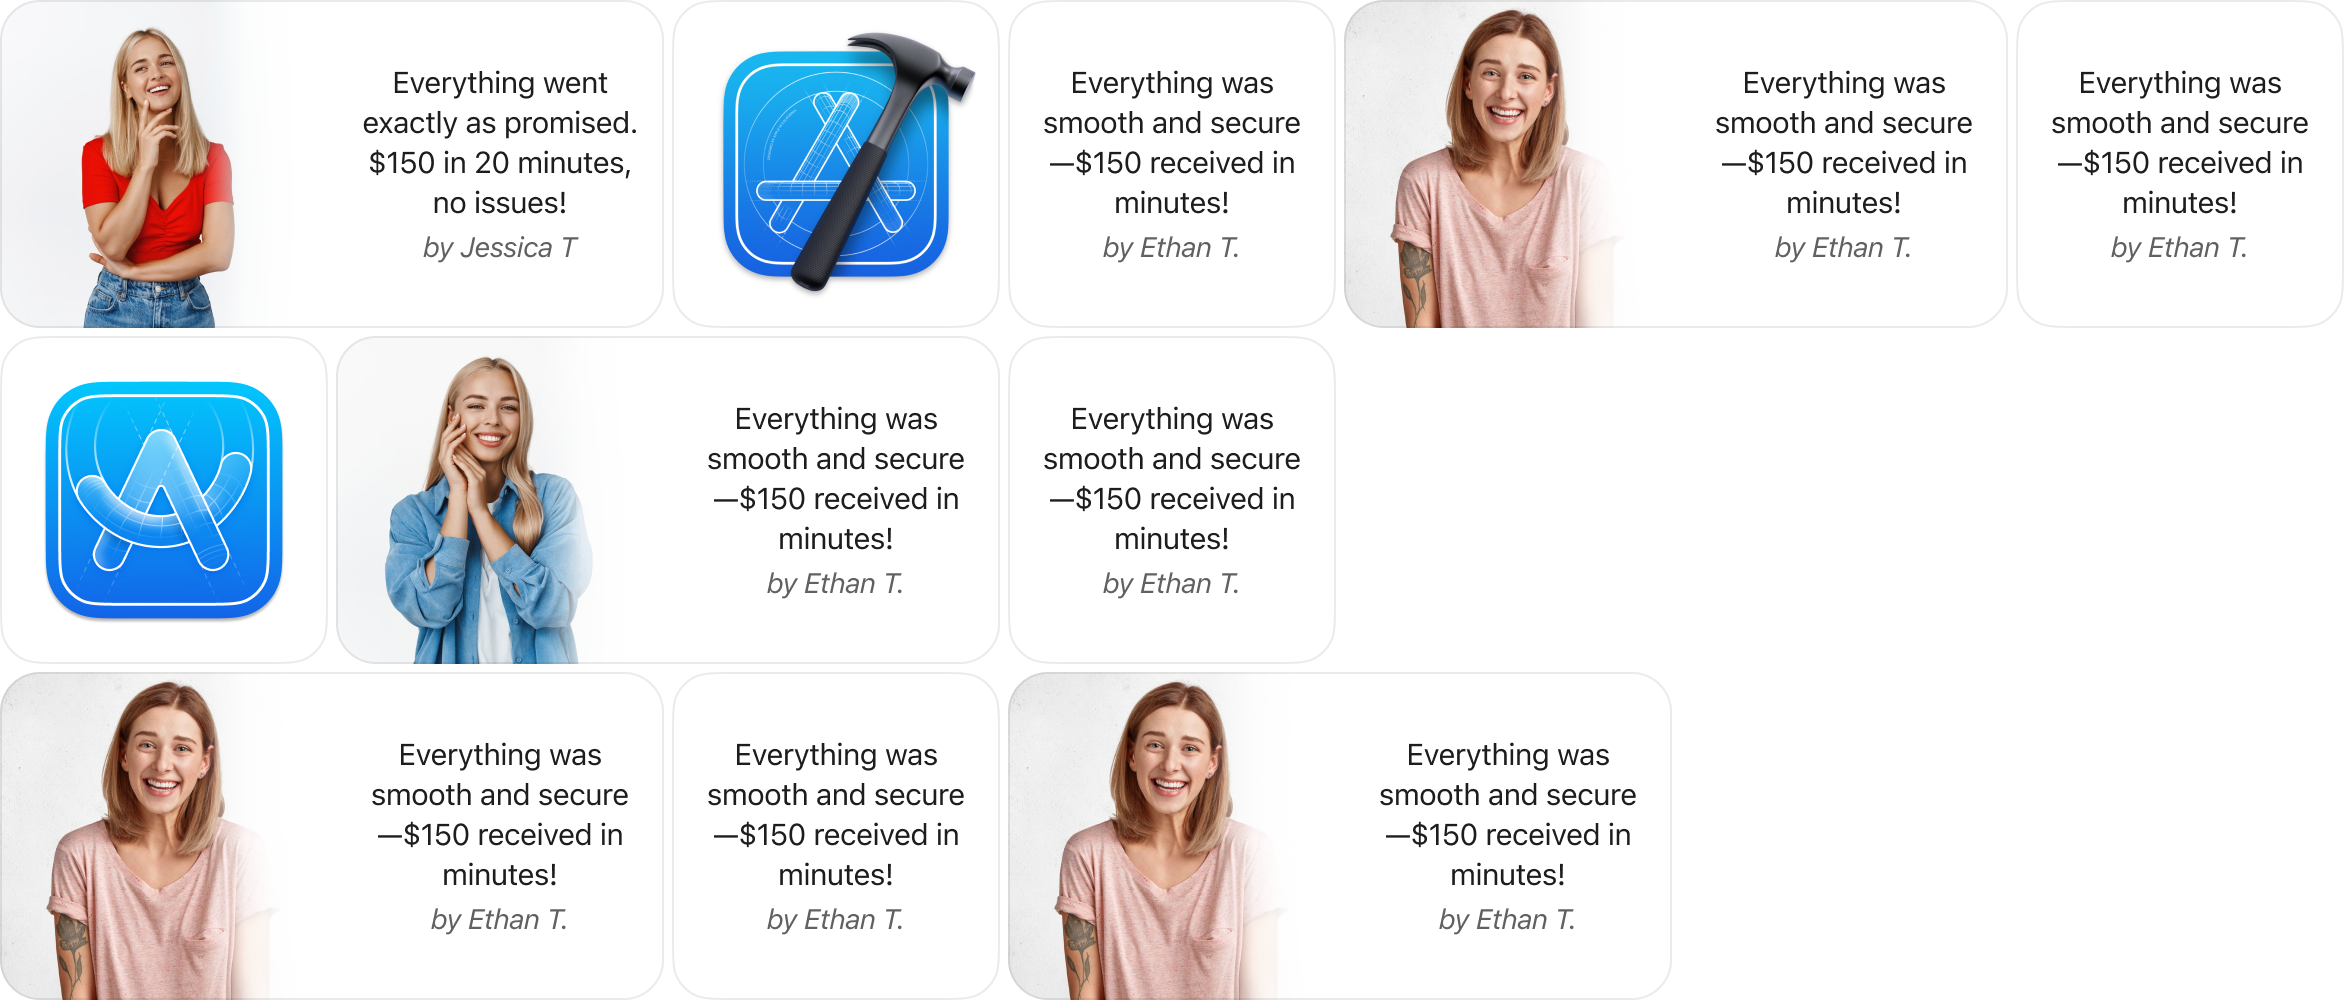 Everything went
exactly as promised.
$150 in 20 minutes,
no issues!
by Jessica T
Everything was
smooth and secure
—$150 received in
minutes!
by Ethan T.
Everything was
smooth and secure
—$150 received in
minutes!
by Ethan T.
Everything was
smooth and secure
—$150 received in
minutes!
by Ethan T.
Everything was
smooth and secure
—$150 received in
minutes!
by Ethan T.
Everything was
smooth and secure
—$150 received in
minutes!
by Ethan T.
Everything was
smooth and secure
—$150 received in
minutes!
by Ethan T.
Everything was
smooth and secure
—$150 received in
minutes!
by Ethan T.
Everything was
smooth and secure
—$150 received in
minutes!
by Ethan T.